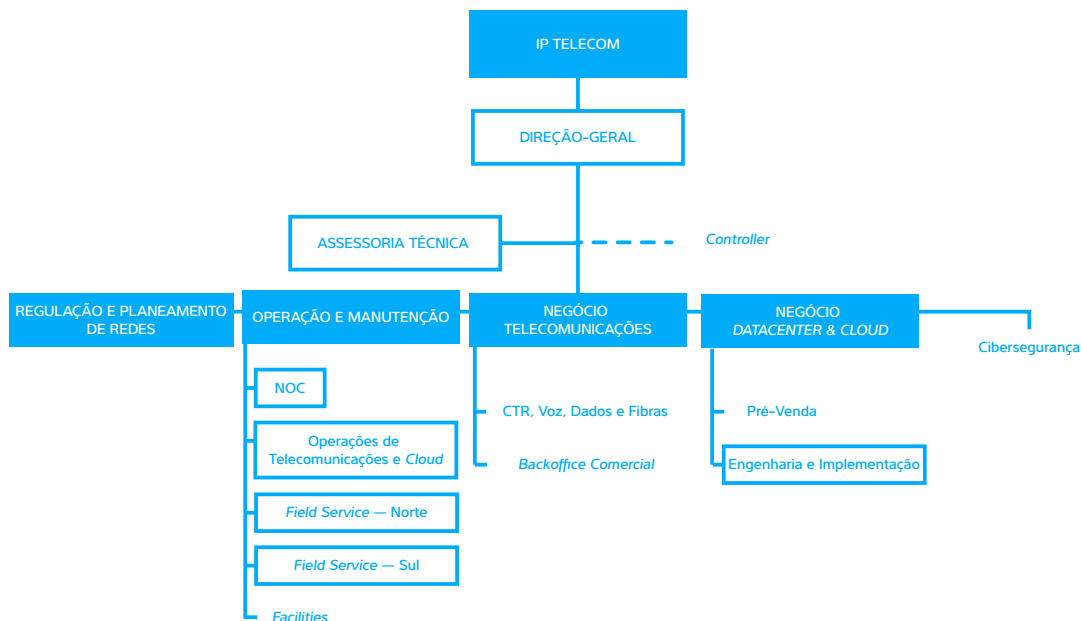 IP TELECOM
DIREÇÃO-GERAL
ASSESSORIA TÉCNICA
Controller
REGULAÇÃO E PLANEAMENTO
DE REDES
OPERAÇÃO E MANUTENÇÃO
NEGÓCIO
TELECOMUNICAÇÕES
NEGÓCIO
DATACENTER & CLOUD
Cibersegurança
NOC
Operações de
Telecomunicações e Cloud
Field Service — Norte
Field Service — Sul
Facilities
CTR, Voz, Dados e Fibras
Backoffice Comercial
Pré-Venda
Engenharia e Implementação